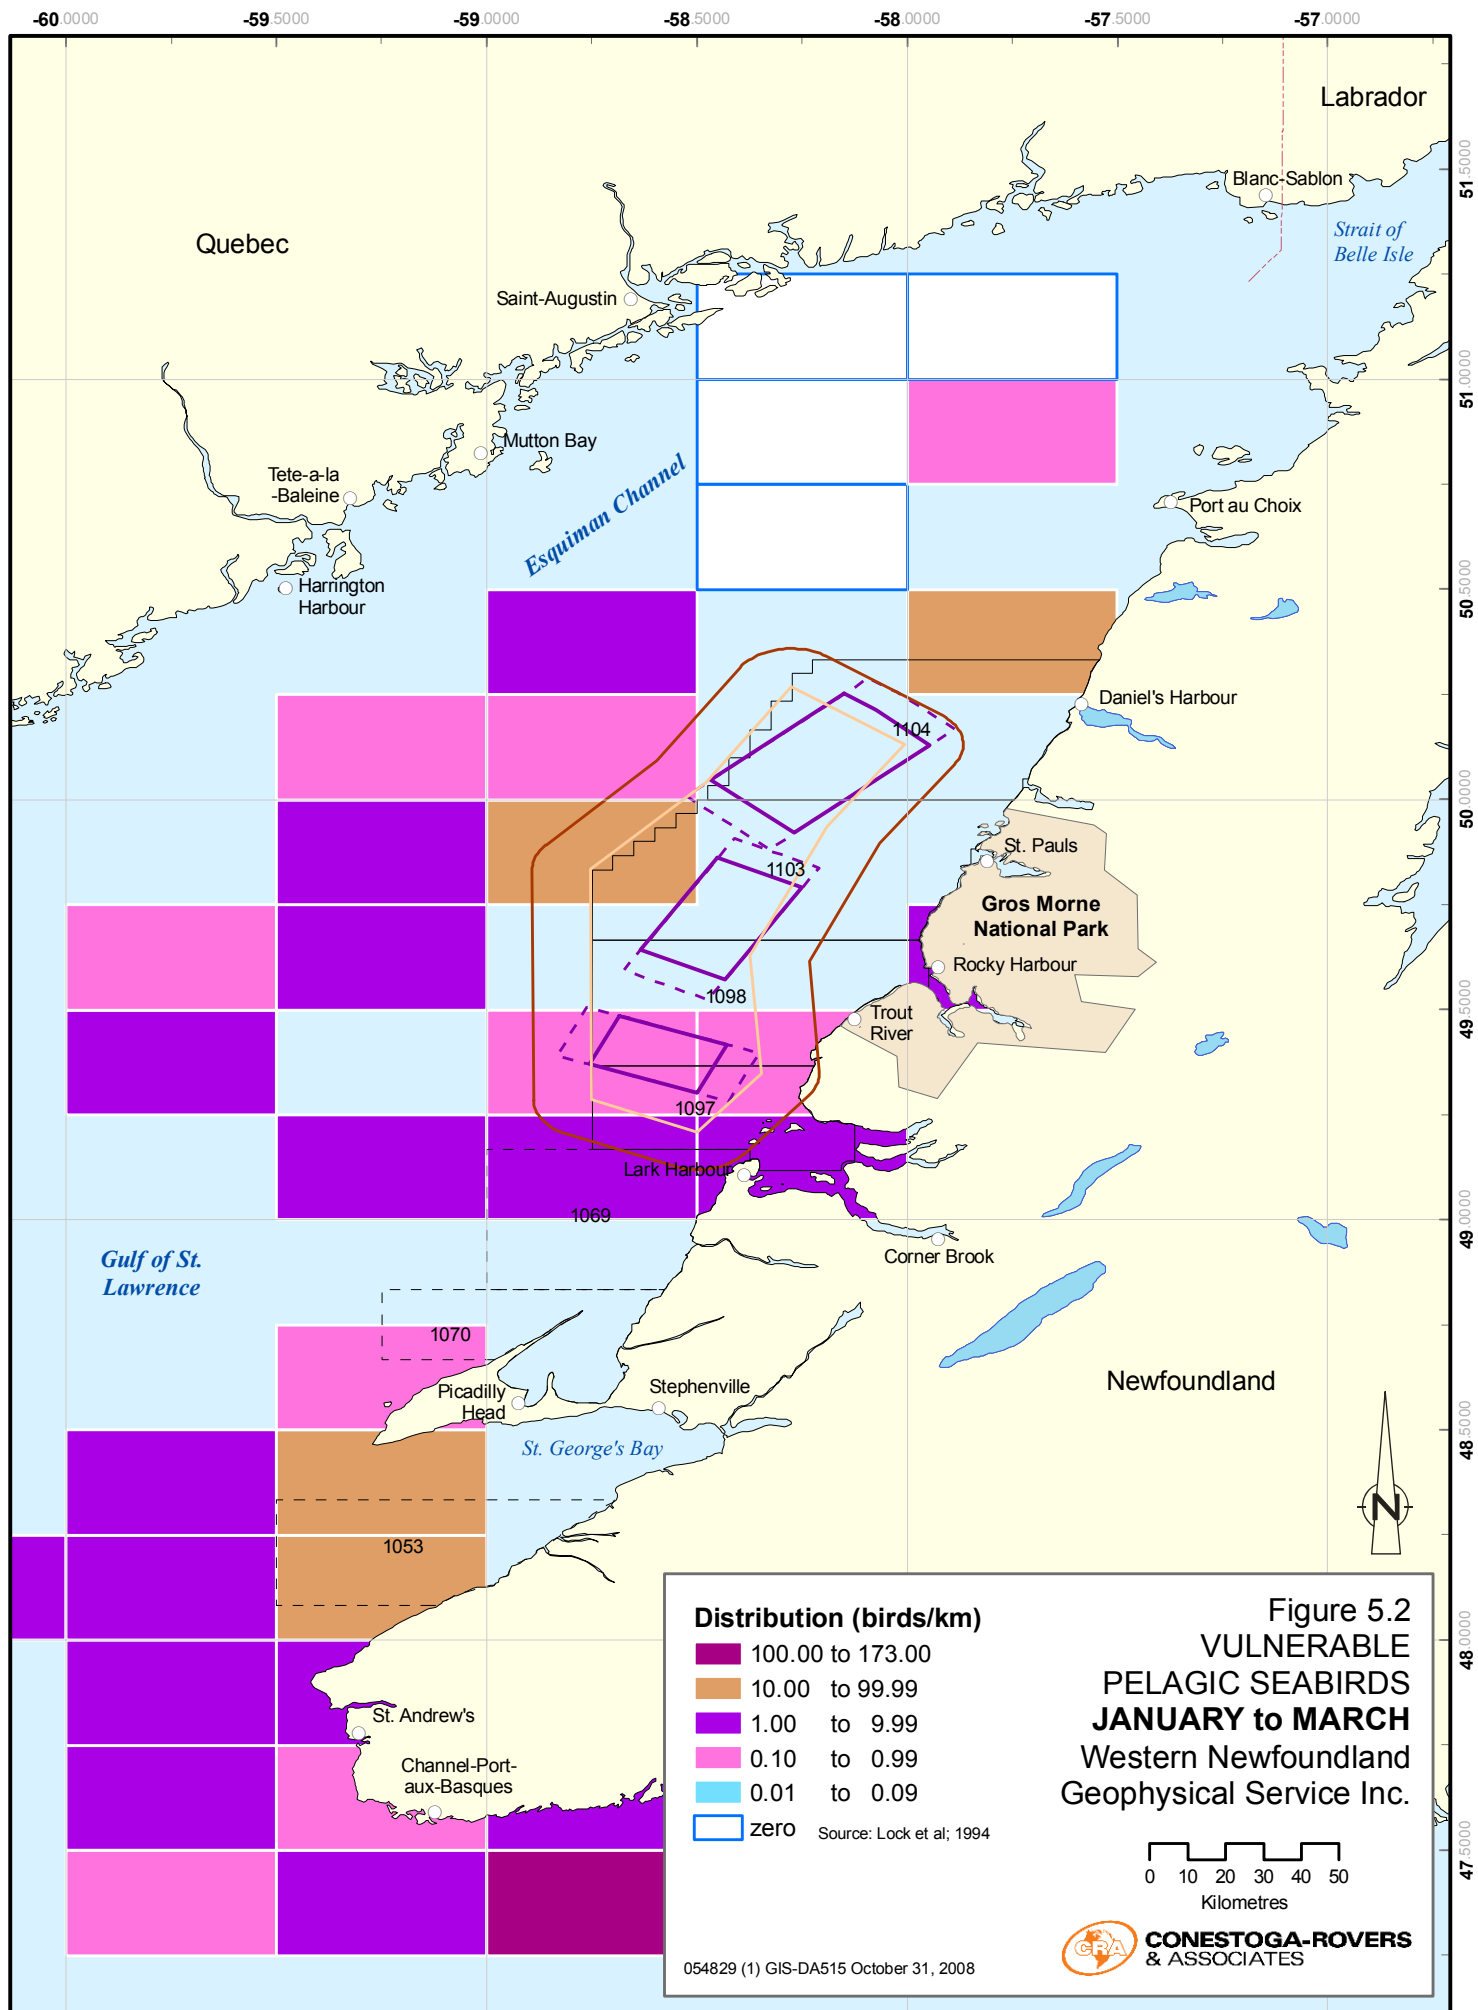 -60.0000 -59.5000 -59.0000 -58.5000 -58.0000 -57.5000 -57.0000
Labrador
51.5000
Blanc-Sablon
Strait of
Belle Isle
Quebec
Saint-Augustin
51.0000
Mutton Bay
Tete-a-la
-Baleine
Esquiman Channel
Port au Choix
Harrington
Harbour
50.5000
Daniel's Harbour
1104
50.0000
St. Pauls
1103
Gros Morne
National Park
Rocky Harbour
1098
Trout
River
49.5000
1097
Lark Harbour
1069
49.0000
Corner Brook
Gulf of St.
Lawrence
1070
Newfoundland
Picadilly
Head
Stephenville
St. George's Bay
48.5000
N
1053
48.0000
St. Andrew's
Channel-Port-
aux-Basques
47.5000
Distribution (birds/km)
100.00 to 173.00
10.00 to 99.99
1.00 to 9.99
0.10 to 0.99
0.01 to 0.09
zero
Source: Lock et al; 1994
Figure 5.2
VULNERABLE
PELAGIC SEABIRDS
JANUARY to MARCH
Western Newfoundland
Geophysical Service Inc.
0 10 20 30 40 50
Kilometres
CRA
CONESTOGA-ROVERS
& ASSOCIATES
054829 (1) GIS-DA515 October 31, 2008